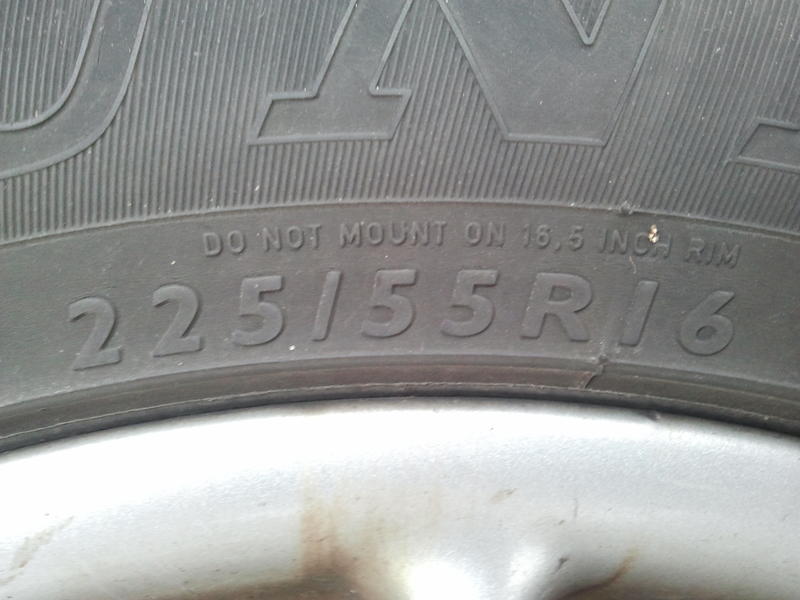 DO NOT MOUNT ON 16,5 INCH RIM
225/55R16